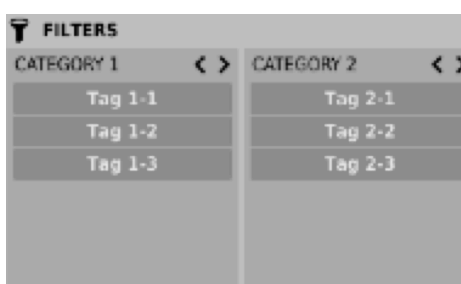 FILTERS
CATEGORY 1
Tag 1-1
Tag 1-2
Tag 1-3
CATEGORY 2
Tag 2-1
Tag 2-2
Tag 2-3